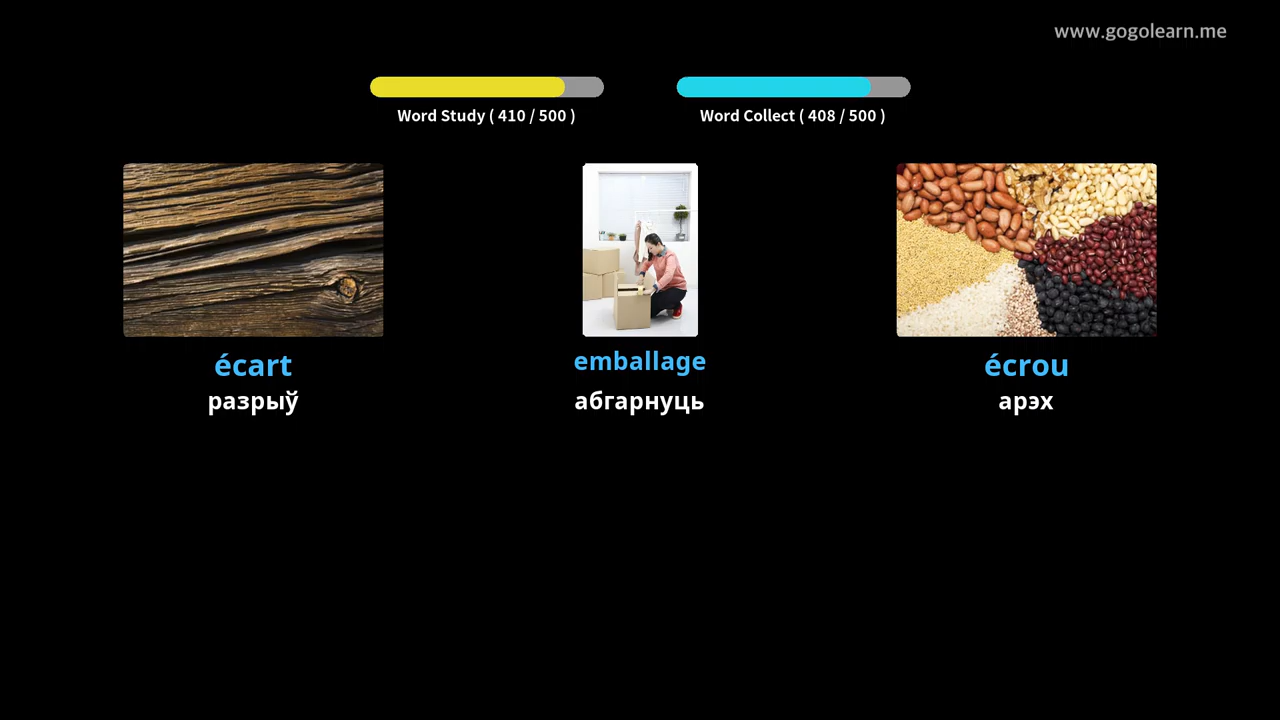 www.gogolearn.me
Word Study ( 410 / 500 )
Word Collect ( 408 / 500 )
écart
emballage
écrou
разрыў
абгарнуць
арэх